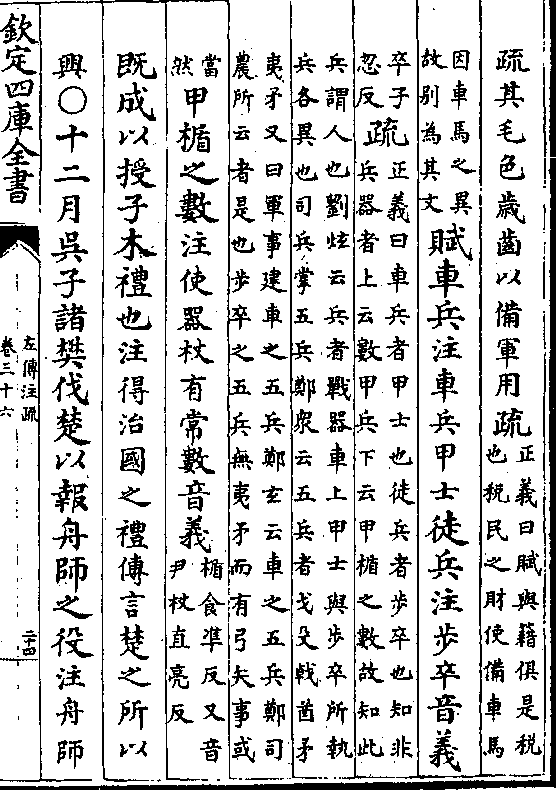 疏其毛色歲齒以備軍用疏正義曰賦與籍俱是税
也税民之財使備車馬
因車馬之異
故别為其文賦車兵注車兵甲士徒兵注步卒音義
卒子
忍反疏正義曰車兵者甲士也徒兵者步卒也知非
兵器者上云數甲兵下云甲楯之數故知此
兵謂人也劉炫云兵者戰器車上甲士與步卒所執
兵各異也司兵掌五兵鄭衆云五兵者戈殳戟酋矛
夷矛又曰軍事建車之五兵鄭玄云車之五兵鄭司
農所云者是也步卒之五兵無夷矛而有弓矢事或
當
然甲楯之數注使器杖有常數音義楯食準反又音
尹杖直亮反
既成以授子木禮也注得治國之禮傳言楚之所以
興○十二月吳子諸樊伐楚以報舟師之役注舟師
欽定四庫全書
左傳注疏
卷三十六
二十四